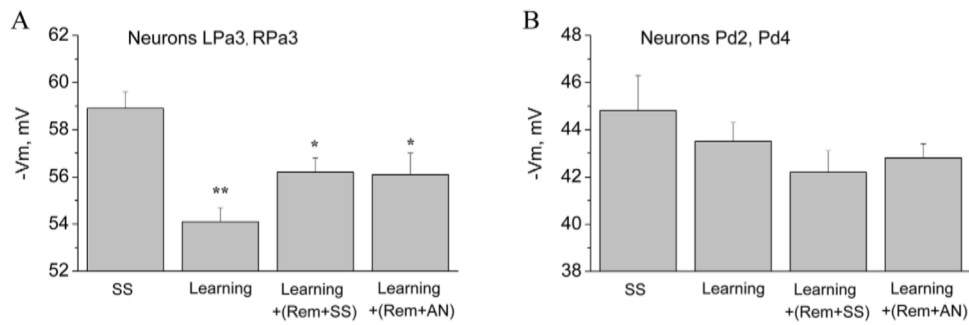 A
Neurons LPa3, RPa3
-Vm, mV
62
60
58
56
54
52
**
*
*
SS
Learning
Learning
+(Rem+SS)
Learning
+(Rem+AN)
B
Neurons Pd2, Pd4
-Vm, mV
48
46
44
42
40
38
SS
Learning
Learning
+(Rem+SS)
Learning
+(Rem+AN)